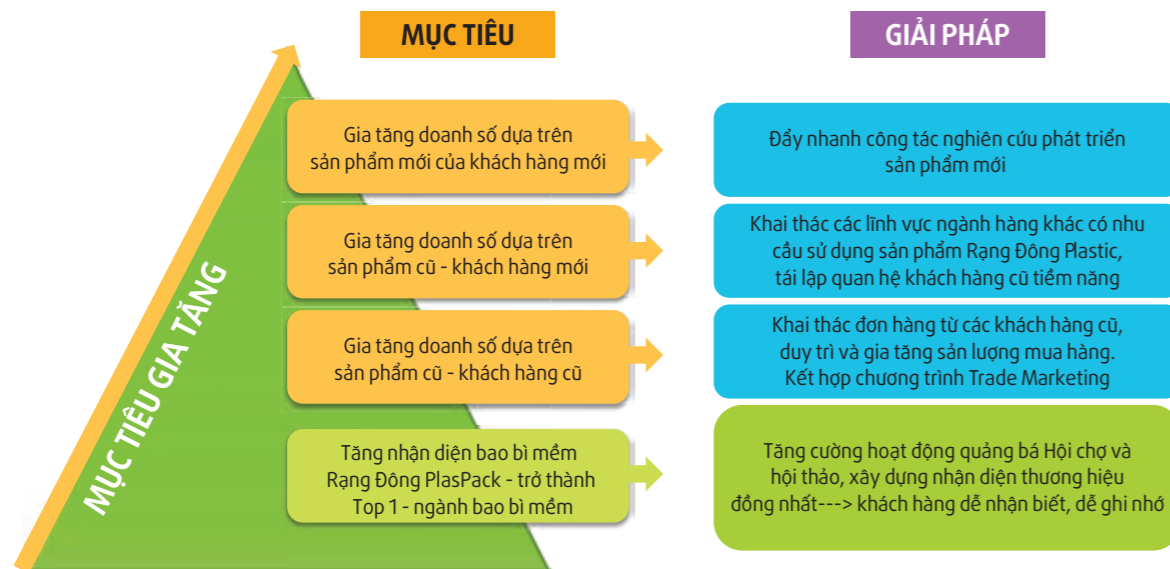 MỤC TIÊU
GIẢI PHÁP
MỤC TIÊU GIA TĂNG
Gia tăng doanh số dựa trên
sản phẩm mới của khách hàng mới
Đẩy nhanh công tác nghiên cứu phát triển
sản phẩm mới
Gia tăng doanh số dựa trên
sản phẩm cũ - khách hàng mới
Khai thác các lĩnh vực ngành hàng khác có nhu
cầu sử dụng sản phẩm Rạng Đông Plastic,
tái lập quan hệ khách hàng cũ tiềm năng
Gia tăng doanh số dựa trên
sản phẩm cũ - khách hàng cũ
Khai thác đơn hàng từ các khách hàng cũ,
duy trì và gia tăng sản lượng mua hàng.
Kết hợp chương trình Trade Marketing
Tăng nhận diện bao bì mềm
Rạng Đông PlasPack - trở thành
Top 1 - ngành bao bì mềm
Tăng cường hoạt động quảng bá Hội chợ và
hội thảo, xây dựng nhận diện thương hiệu
đồng nhất---> khách hàng dễ nhận biết, dễ ghi nhớ